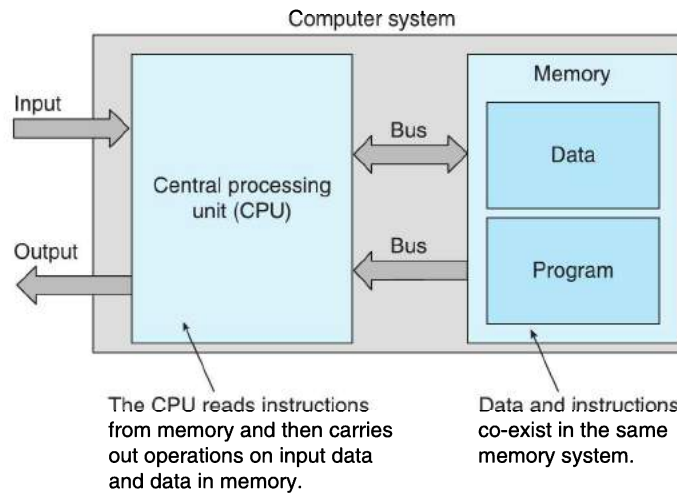 Computer system
Input
Output
Central processing
unit (CPU)
Bus
Bus
Memory
Data
Program
The CPU reads instructions
from memory and then carries
out operations on input data
and data in memory.
Data and instructions
co-exist in the same
memory system.